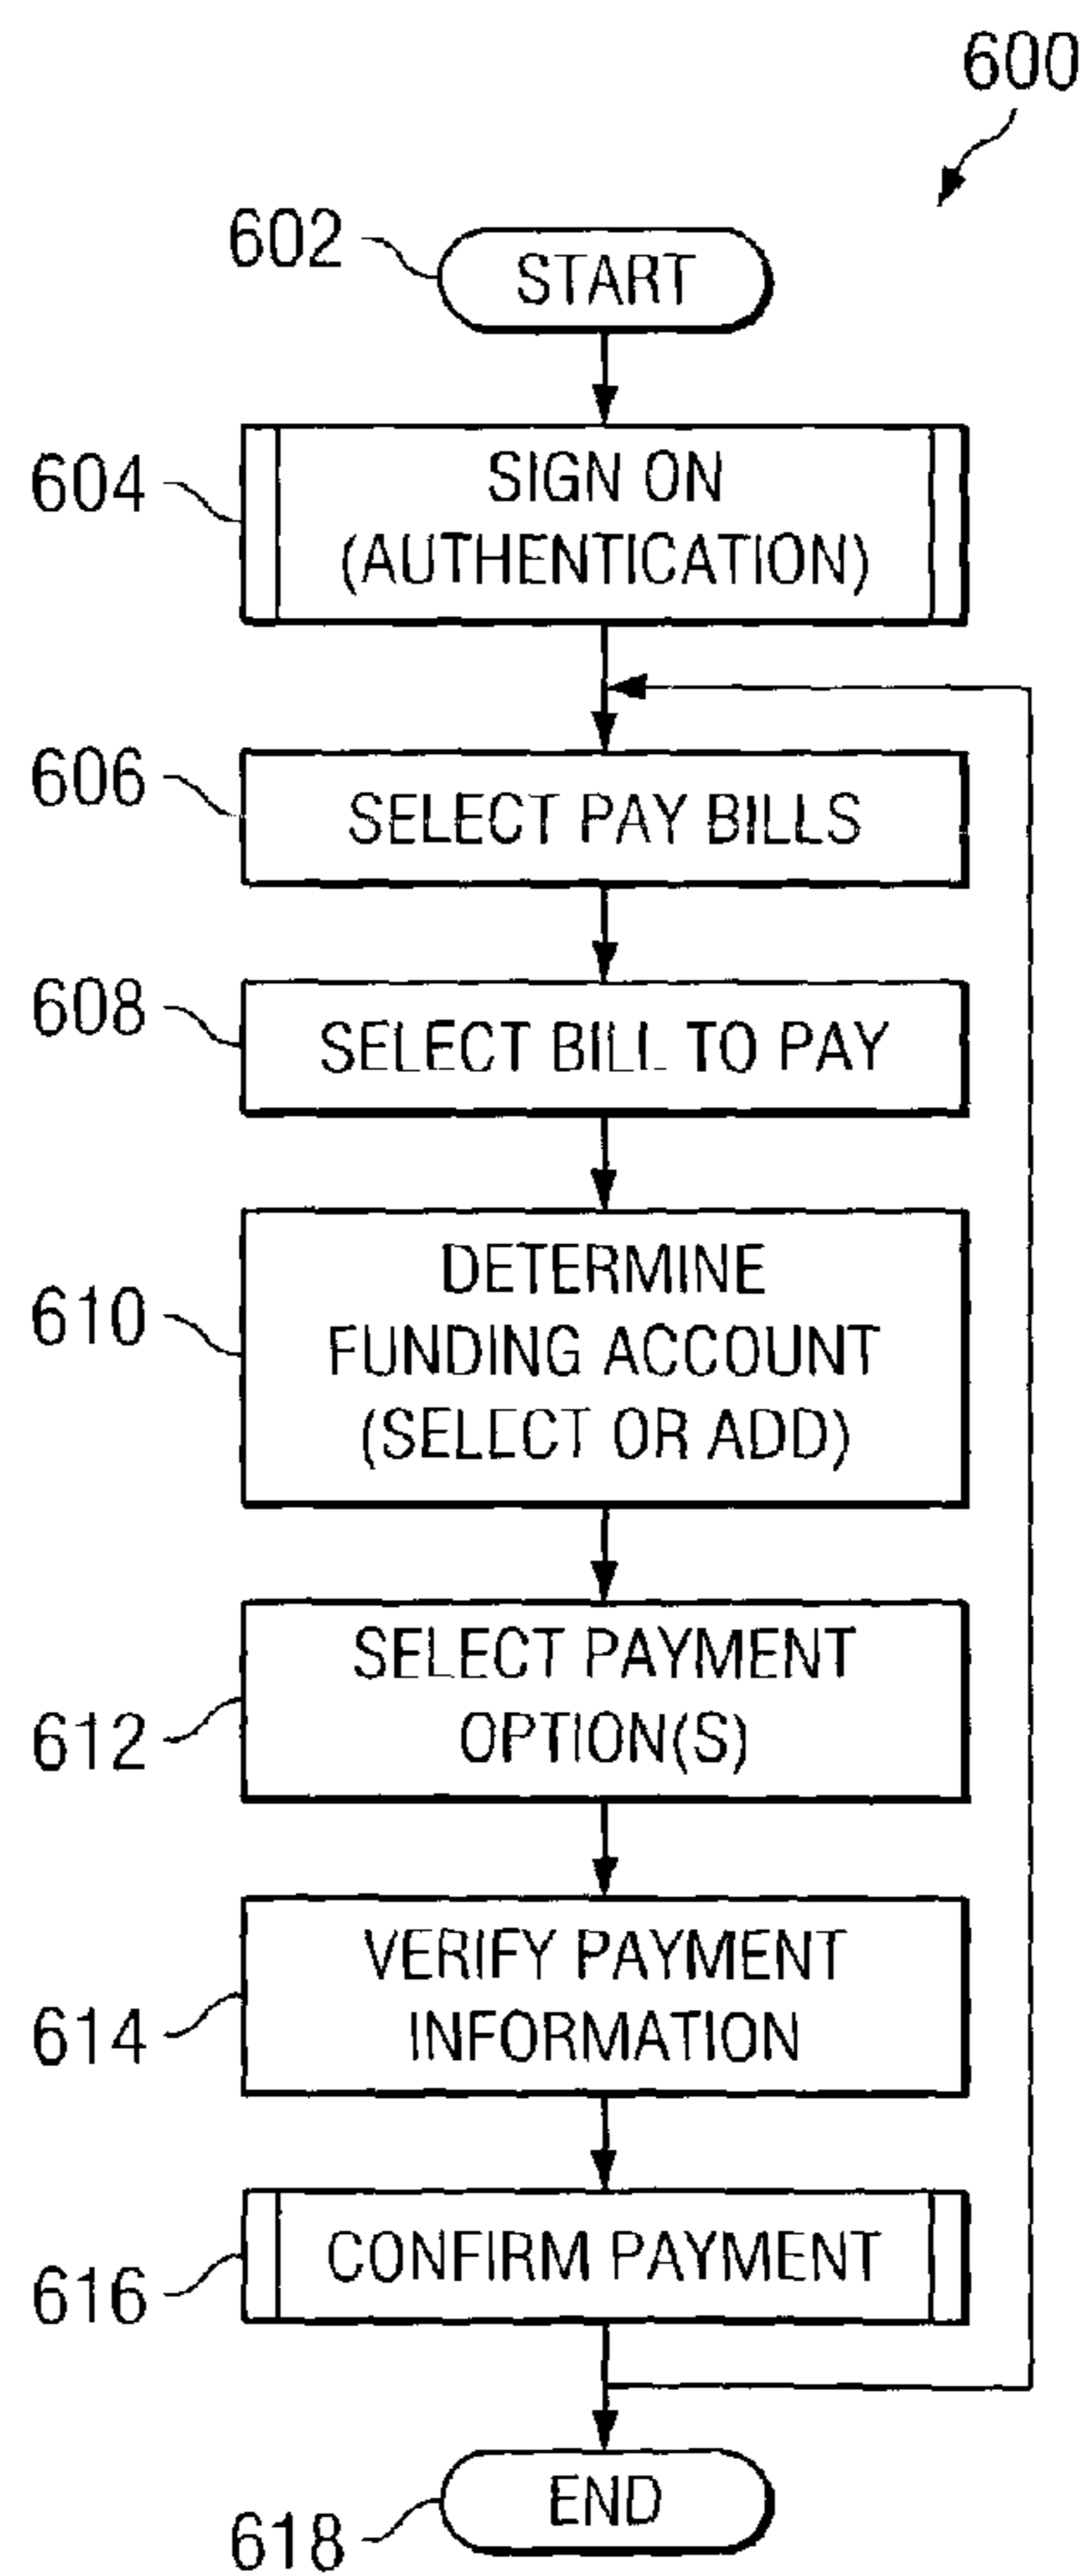 600
602
START
604
SIGN ON
(AUTHENTICATION)
606
SELECT PAY BILLS
608
SELECT BILL TO PAY
610
DETERMINE
FUNDING ACCOUNT
(SELECT OR ADD)
612
SELECT PAYMENT
OPTION(S)
614
VERIFY PAYMENT
INFORMATION
616
CONFIRM PAYMENT
618
END